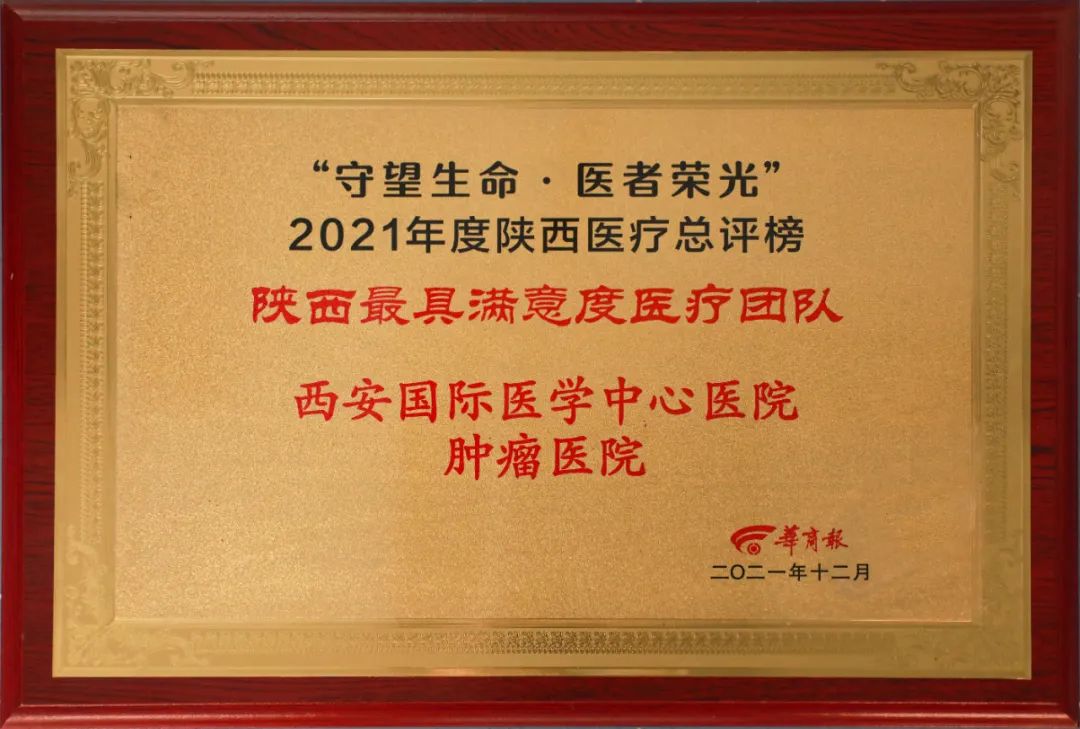 “守望生命·医者荣光”
2021年度陕西医疗总评榜
陕西最具满意度医疗团队
西安国际医学中心医院
肿瘤医院
華商報
二〇二一年十二月